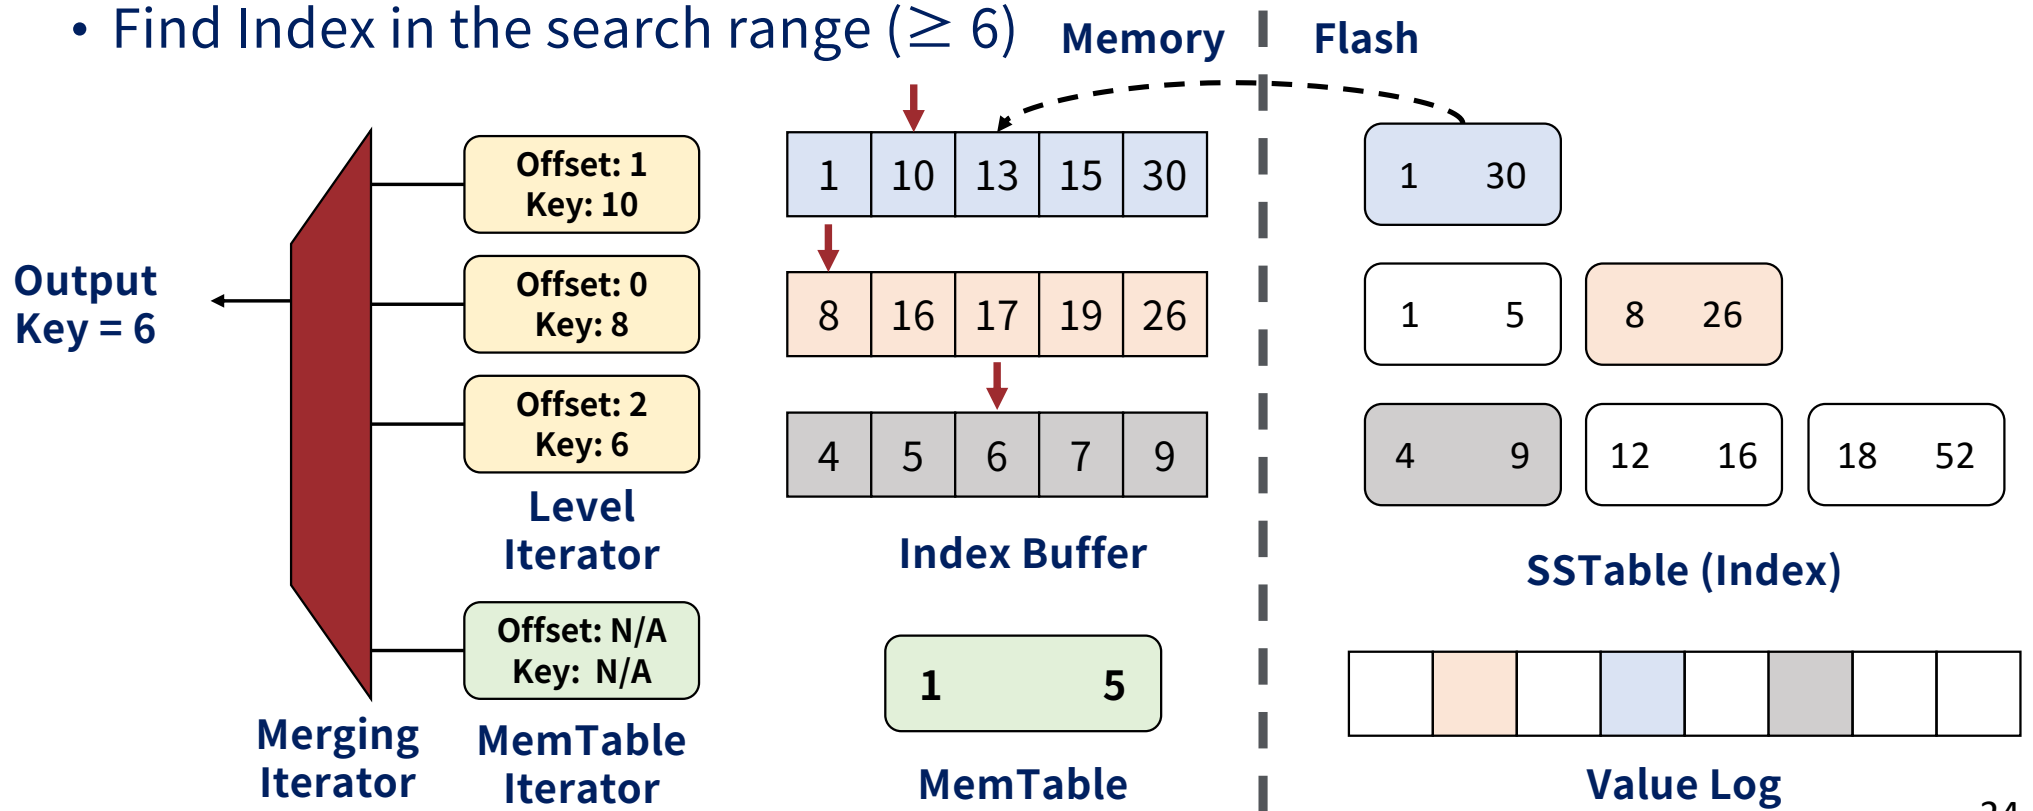 • Find Index in the search range (≥ 6)
Memory
Flash
Offset: 1
Key: 10
1 10 13 15 30
1 30
Output
Key = 6
Offset: 0
Key: 8
8 16 17 19 26
1 5
8 26
Offset: 2
Key: 6
4 5 6 7 9
4 9
12 16
18 52
Level
Iterator
Index Buffer
SSTable (Index)
Offset: N/A
Key: N/A
1 5
Merging
Iterator
MemTable
Iterator
MemTable
Value Log